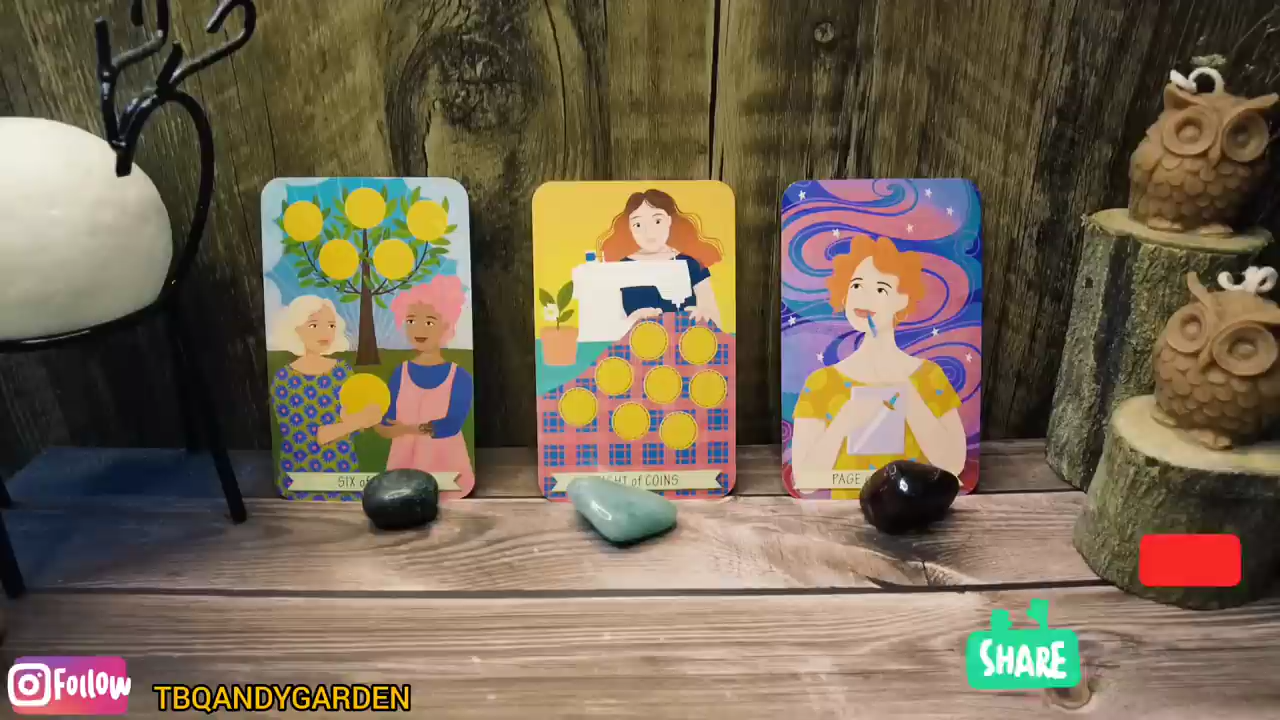 SIX of
HT of COINS
PAGE
Follow
TBQANDYGARDEN
SHARE